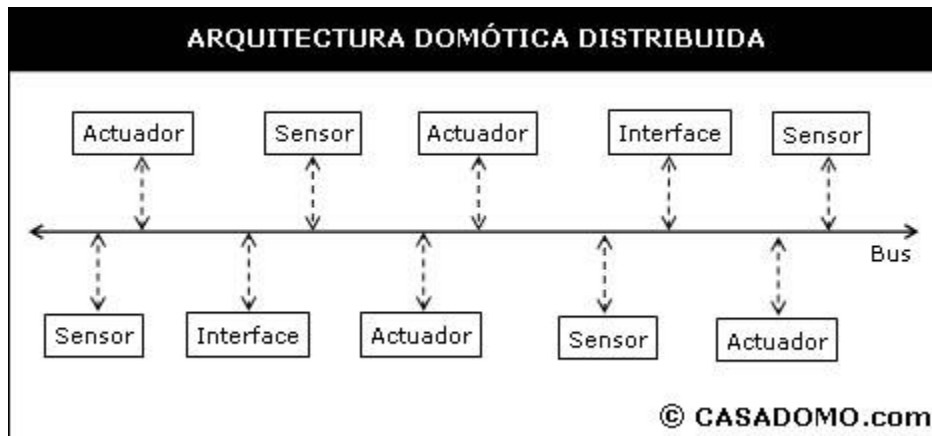 ARQUITECTURA DOMÓTICA DISTRIBUIDA
Actuador Sensor Actuador Interface Sensor
Bus
Sensor Interface Actuador Sensor Actuador
© CASADOMO.com